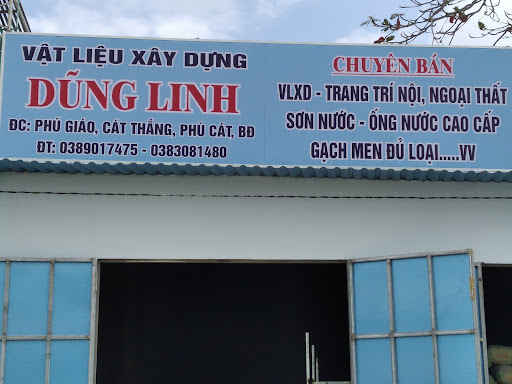 VẬT LIỆU XÂY DỰNG
DŨNG LINH
ĐC: PHÚ GIÁO, CÁT THẮNG, PHÙ CÁT, BĐ
ĐT: 0389017475 - 0383081480
CHUYÊN BÁN
VLXD - TRANG TRÍ NỘI, NGOẠI THẤT
SƠN NƯỚC - ỐNG NƯỚC CAO CẤP
GẠCH MEN ĐỦ LOẠI.....VV